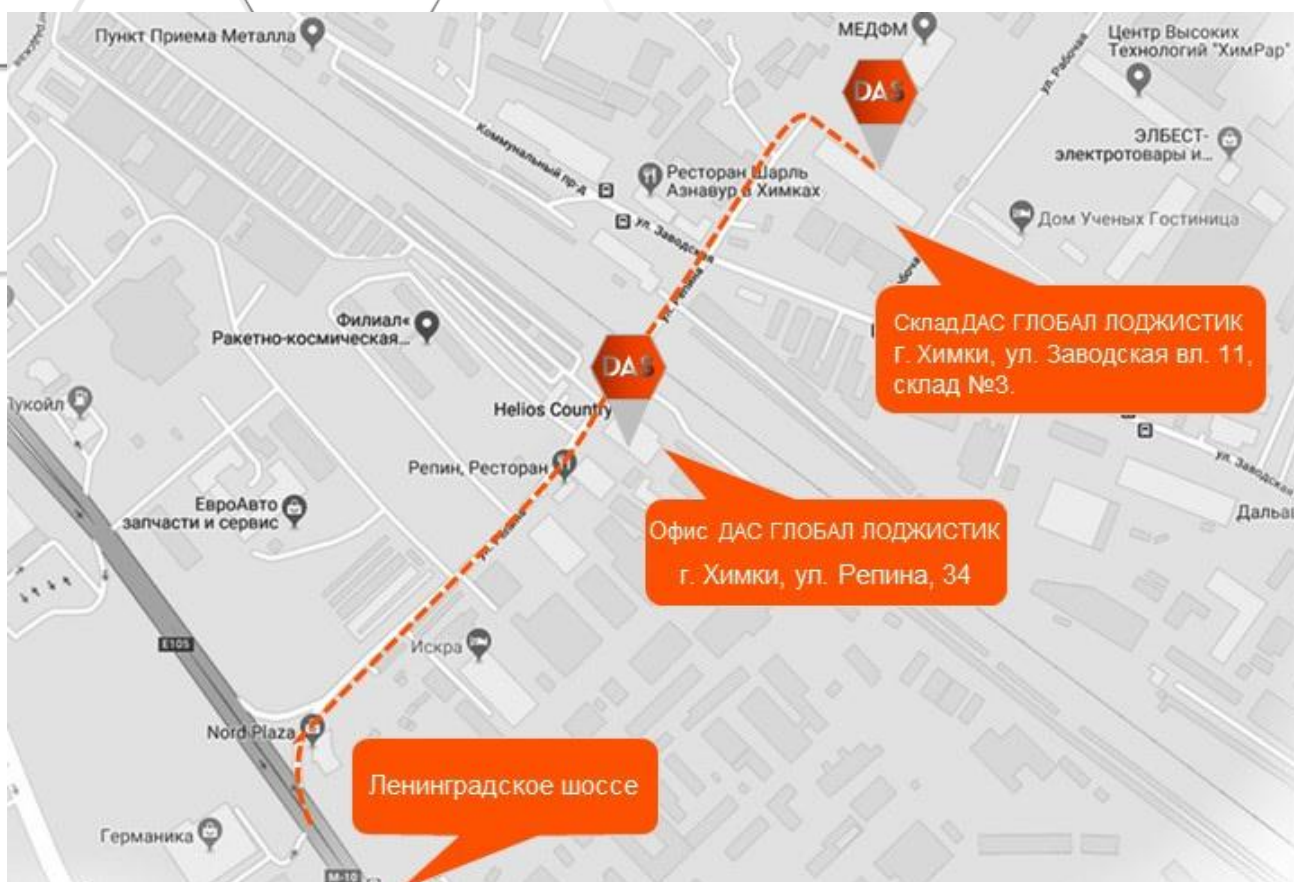 Пункт Приема Металла
МЕДФМ
Центр Высоких
Технологий "ХимРар"
ул. Рабочая
DAS
Коммунальный пр-д
ЭЛБЕСТ-
электротовары и...
Ресторан Шарль
Азнавур в Химках
Дом Ученых Гостиница
ул. Заводская
ул. Репина
Склад ДАС ГЛОБАЛ ЛОДЖИСТИК
г. Химки, ул. Заводская вл. 11,
склад №3.
Филиал«
Ракетно-космическая...
DAS
Helios Country
Репин, Ресторан
ул. Заводская
ЕвроАвто
запчасти и сервис
ул. Репина
Офис ДАС ГЛОБАЛ ЛОДЖИСТИК
г. Химки, ул. Репина, 34
E105
Искра
Nord Plaza
Ленинградское шоссе
Германика
M-10